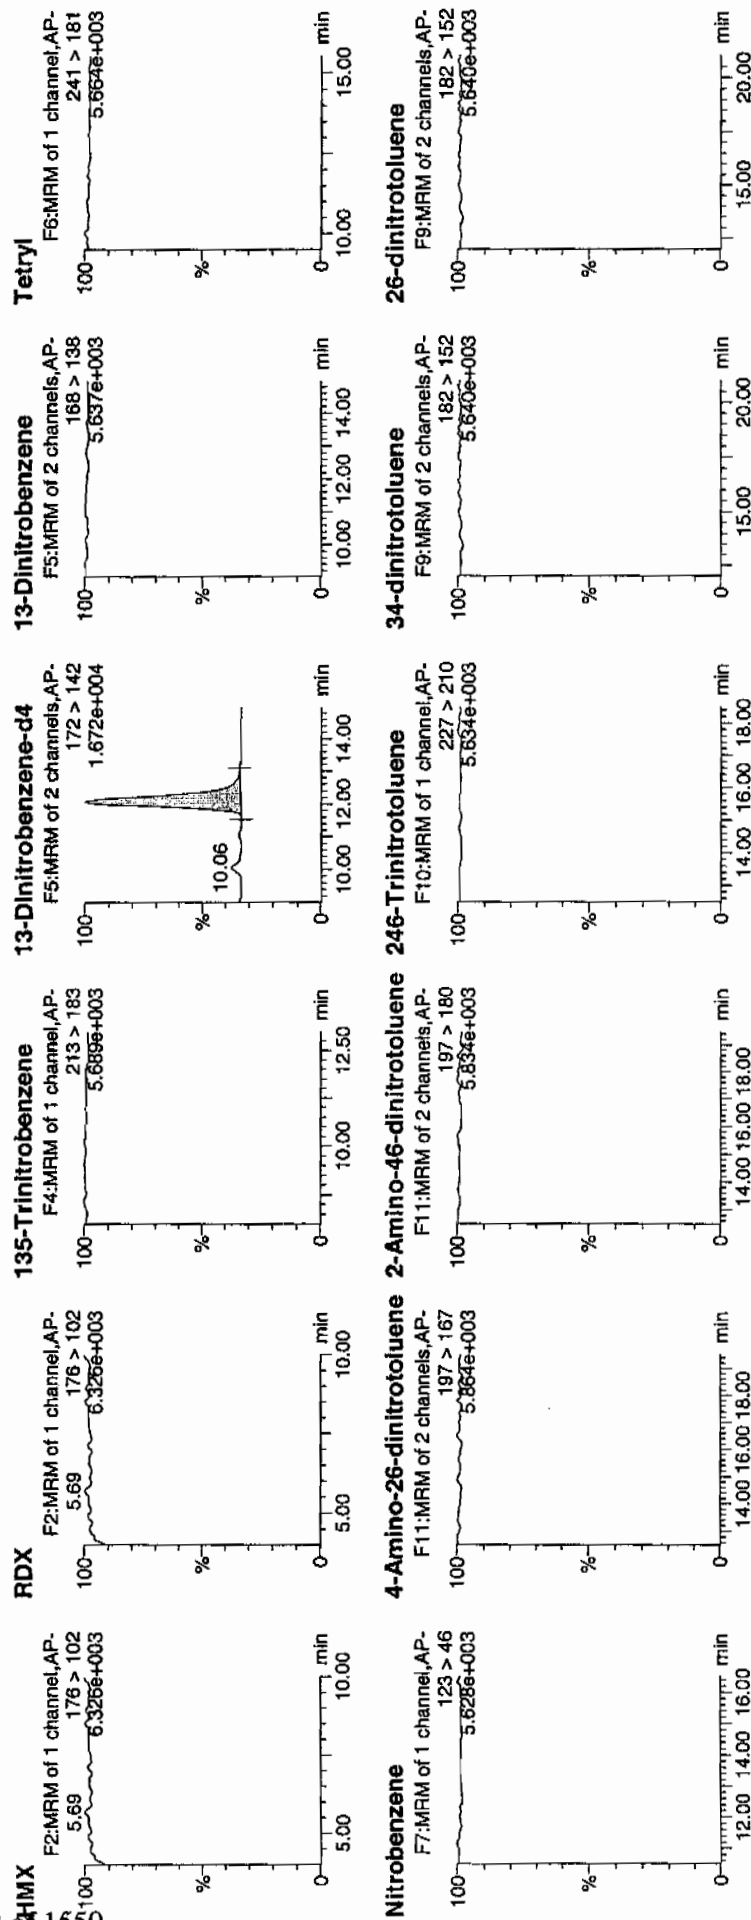 HMX
F2:MRM of 1 channel,AP-
176 > 102
6.326e+003
5.69
100
%
0
5.00
10.00
min
RDX
F2:MRM of 1 channel,AP-
176 > 102
6.326e+003
5.69
100
%
0
5.00
10.00
min
135-Trinitrobenzene
F4:MRM of 1 channel,AP-
213 > 183
5.689e+003
100
%
0
10.00
12.50
min
13-Dinitrobenzene-d4
F5:MRM of 2 channels,AP-
172 > 142
1.672e+004
10.06
100
%
0
10.00
12.00
14.00
min
13-Dinitrobenzene
F5:MRM of 2 channels,AP-
168 > 138
5.637e+003
100
%
0
10.00
12.00
14.00
min
Tetryl
F6:MRM of 1 channel,AP-
241 > 181
5.664e+003
100
%
0
10.00
15.00
min
Nitrobenzene
F7:MRM of 1 channel,AP-
123 > 46
5.628e+003
100
%
0
12.00
14.00
16.00
min
4-Amino-26-dinitrotoluene
F11:MRM of 2 channels,AP-
197 > 167
5.864e+003
100
%
0
14.00
16.00
18.00
min
2-Amino-46-dinitrotoluene
F11:MRM of 2 channels,AP-
197 > 180
5.834e+003
100
%
0
14.00
16.00
18.00
min
246-Trinitrotoluene
F10:MRM of 1 channel,AP-
227 > 210
5.634e+003
100
%
0
14.00
16.00
18.00
min
34-dinitrotoluene
F9:MRM of 2 channels,AP-
182 > 152
5.640e+003
100
%
0
15.00
20.00
min
26-dinitrotoluene
F9:MRM of 2 channels,AP-
182 > 152
5.640e+003
100
%
0
15.00
20.00
min